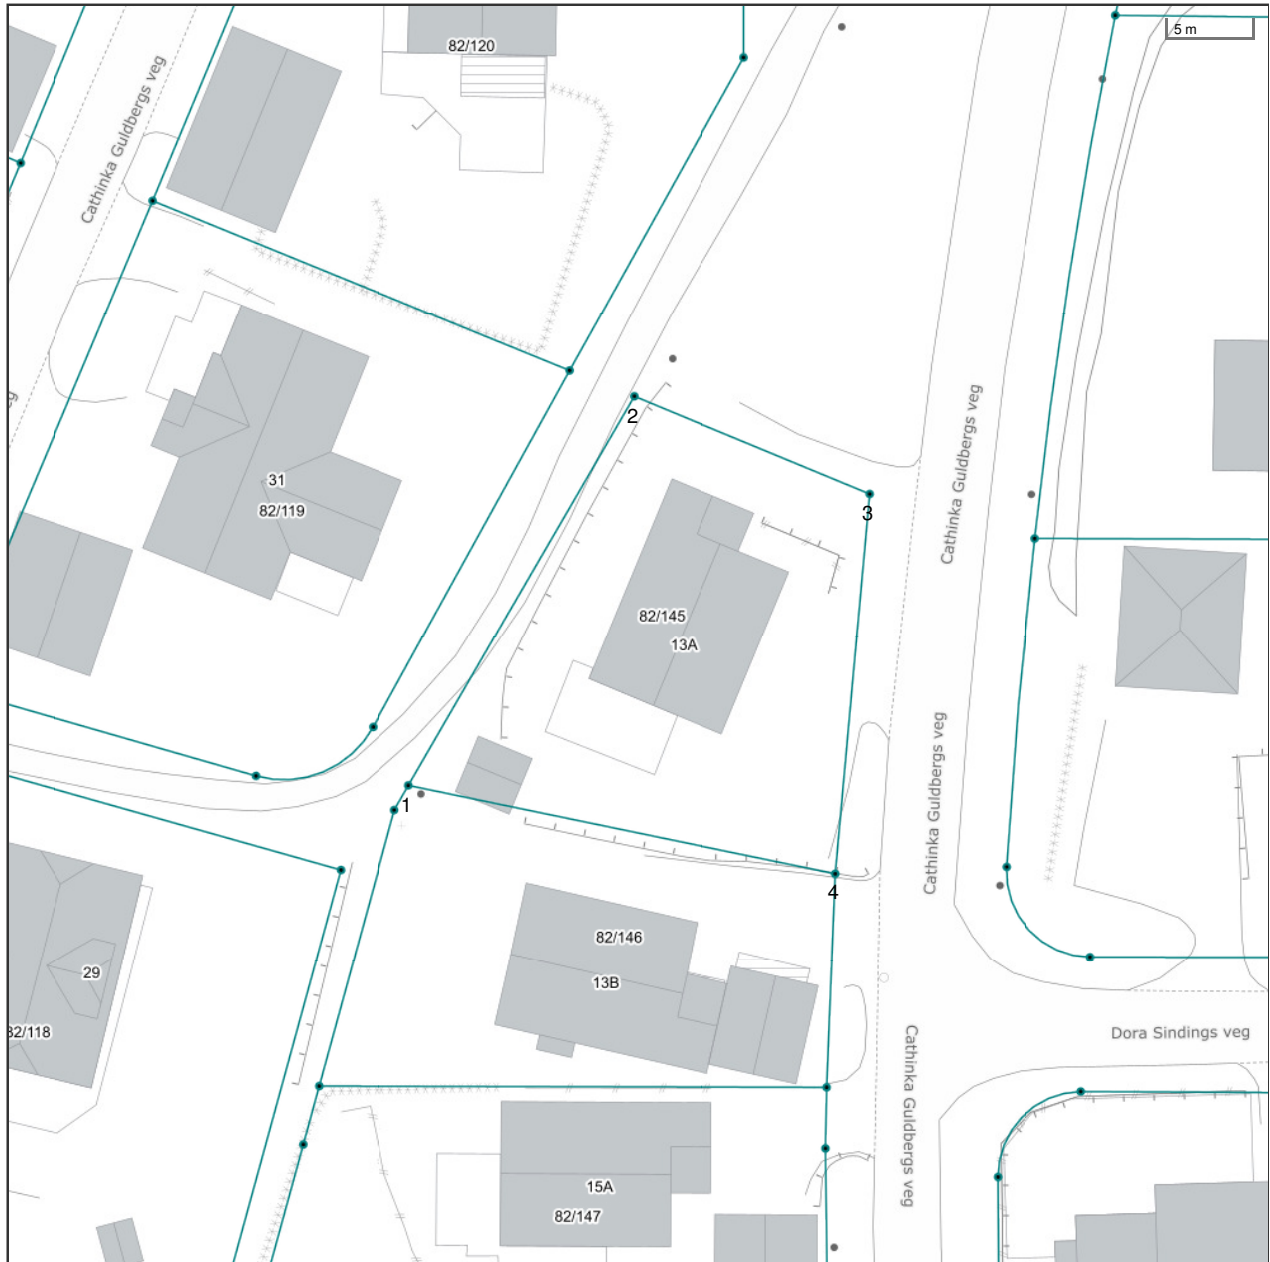 5 m
82/120
Cathinka Guldbergs veg
2
Cathinka Guldbergs veg
eg
31
82/119
3
82/145
13A
Cathinka Guldbergs veg
1
4
82/146
13B
29
82/118
Dora Sindings veg
Cathinka Guldbergs veg
15A
82/147